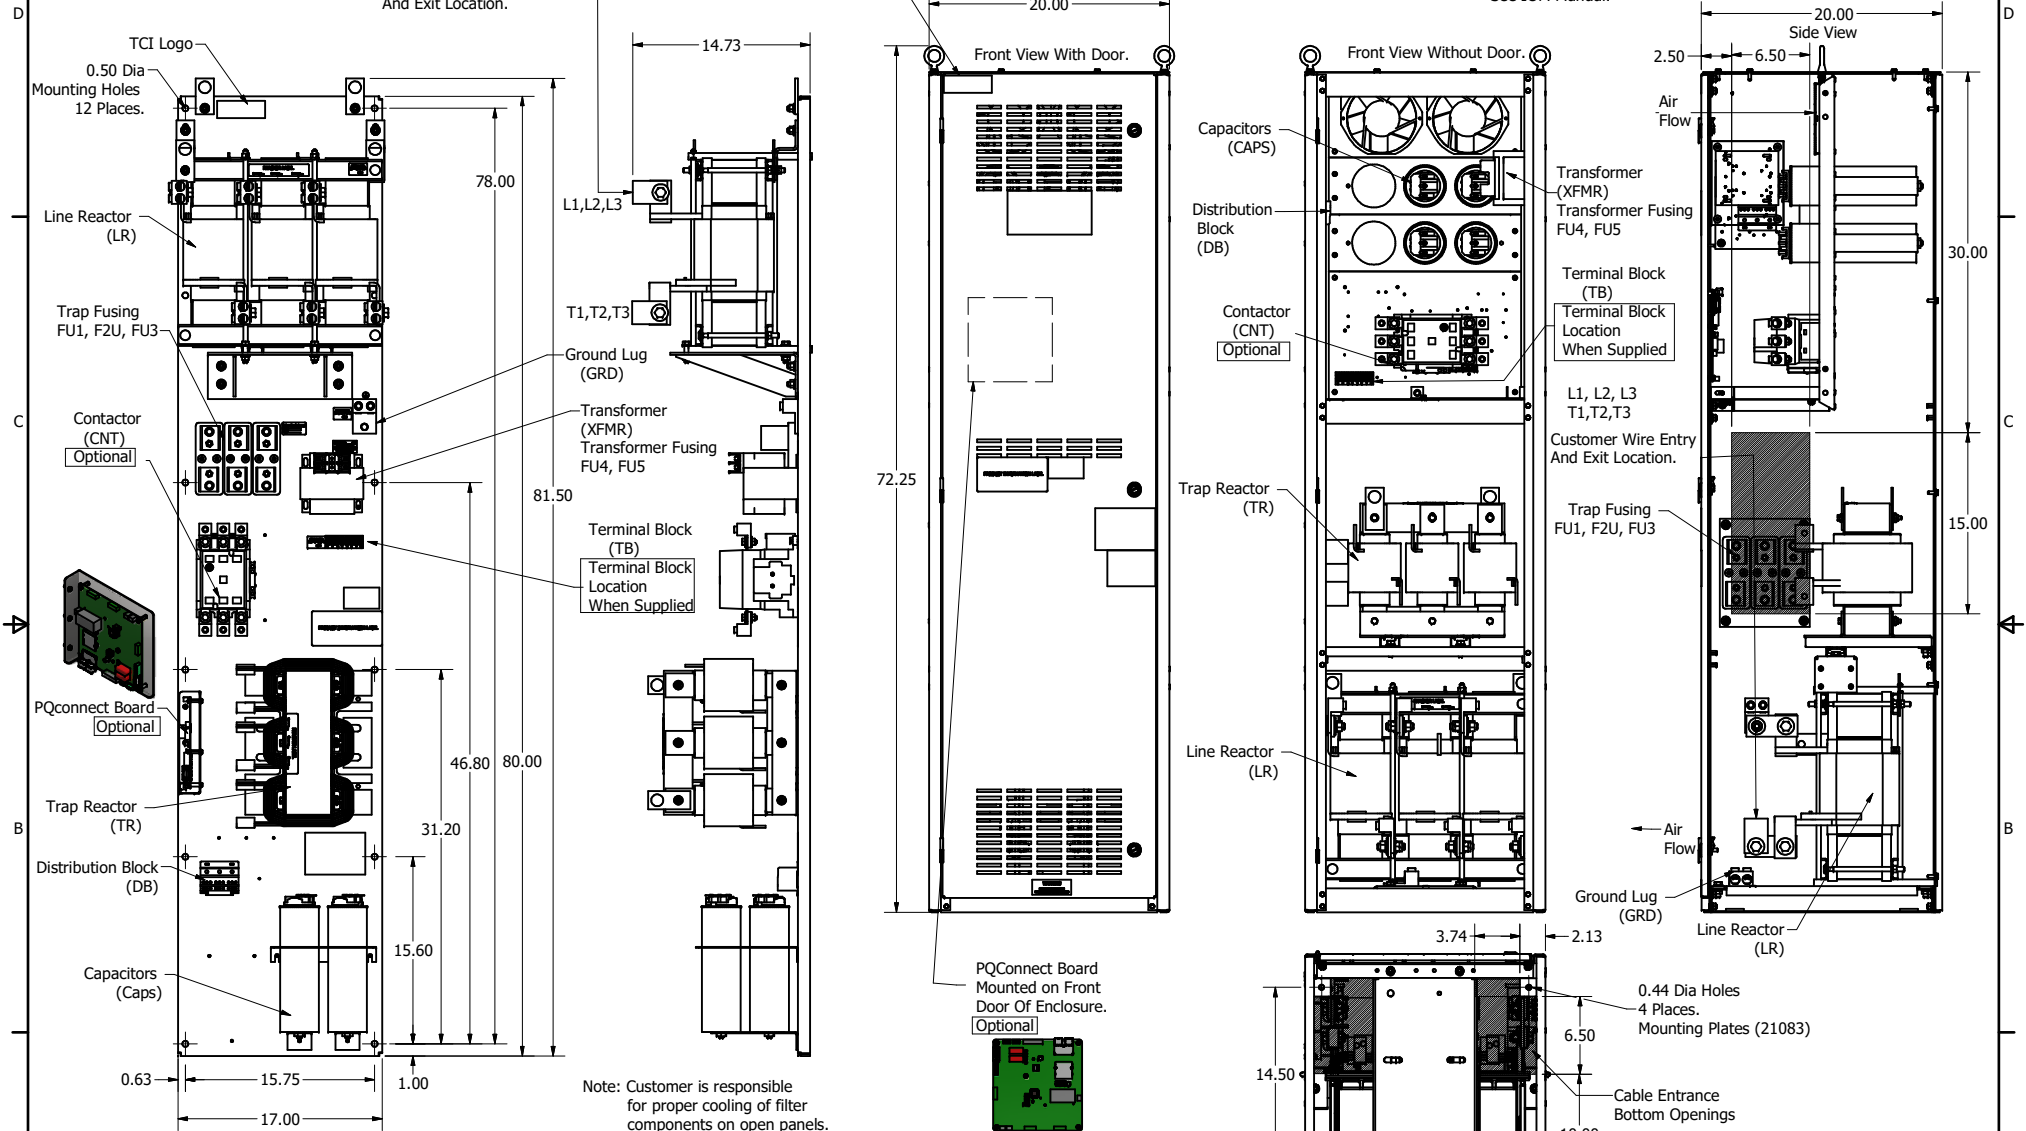 And Exit Location.
20.00
20.00
D
D
TCI Logo
14.73
Front View With Door.
Front View Without Door.
Side View
0.50 Dia
Mounting Holes
12 Places.
2.50
6.50
Air
Flow
Capacitors
(CAPS)
78.00
Transformer
(XFMR)
Transformer Fusing
FU4, FU5
L1,L2,L3
Distribution
Block
(DB)
Line Reactor
(LR)
30.00
Terminal Block
(TB)
Terminal Block
Location
When Supplied
Trap Fusing
FU1, F2U, FU3
T1,T2,T3
Contactor
(CNT)
Optional
Ground Lug
(GRD)
L1, L2, L3
T1,T2,T3
Contactor
(CNT)
Optional
Transformer
(XFMR)
Transformer Fusing
FU4, FU5
C
C
Customer Wire Entry
And Exit Location.
72.25
81.50
Trap Reactor
(TR)
Trap Fusing
FU1, F2U, FU3
15.00
Terminal Block
(TB)
Terminal Block
Location
When Supplied
PQconnect Board
Optional
46.80
80.00
Line Reactor
(LR)
Trap Reactor
(TR)
31.20
B
B
Air
Flow
Distribution Block
(DB)
Ground Lug
(GRD)
Line Reactor
(LR)
15.60
3.74
2.13
Capacitors
(Caps)
PQConnect Board
Mounted on Front
Door Of Enclosure.
Optional
0.44 Dia Holes
4 Places.
Mounting Plates (21083)
6.50
14.50
0.63
15.75
1.00
Note: Customer is responsible
for proper cooling of filter
components on open panels.
Cable Entrance
Bottom Openings
17.00